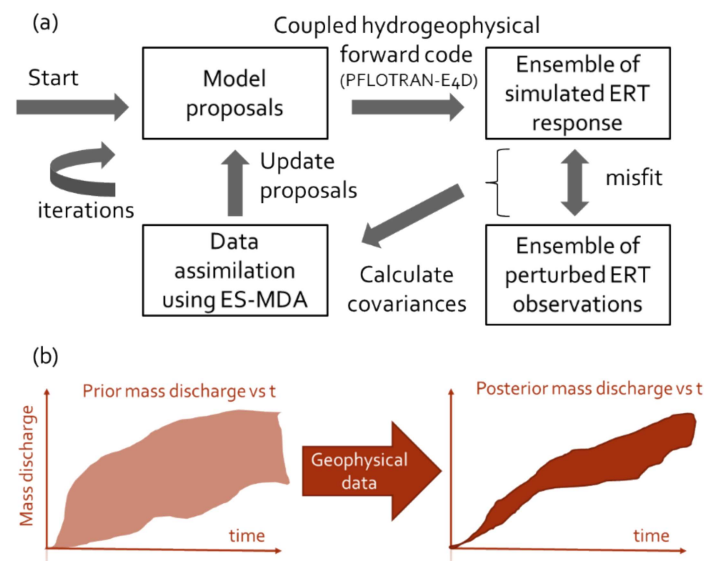 (a)
Start
Model
proposals
Coupled hydrogeophysical
forward code
(PFLOTRAN-E4D)
Ensemble of
simulated ERT
response
iterations
Update
proposals
misfit
Data
assimilation
using ES-MDA
Calculate
covariances
Ensemble of
perturbed ERT
observations
(b)
Prior mass discharge vs t
Mass discharge
time
Geophysical
data
Posterior mass discharge vs t
time